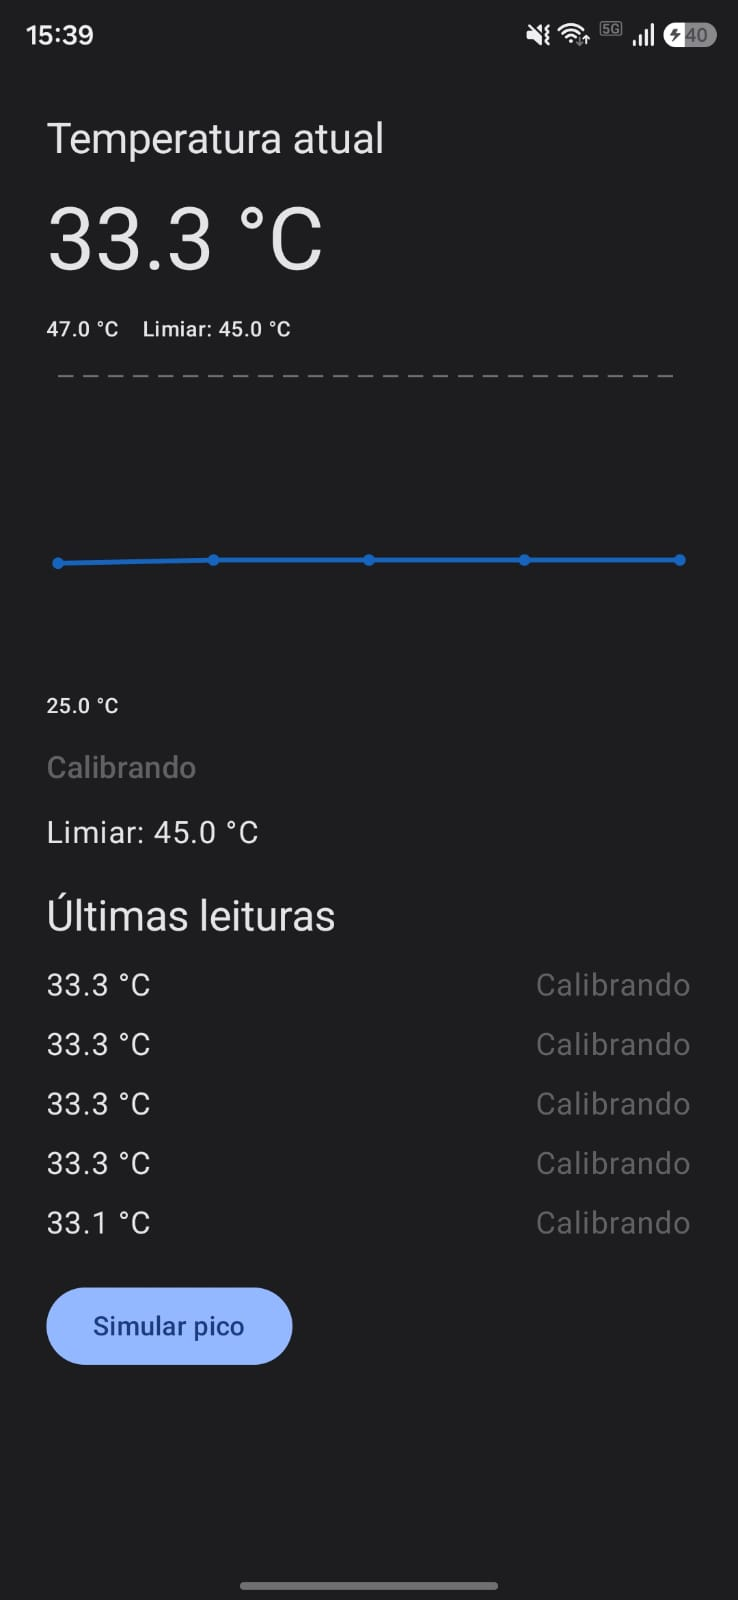 15:39 5G 40
Temperatura atual
33.3 °C
47.0 °C Limiar: 45.0 °C
25.0 °C
Calibrando
Limiar: 45.0 °C
Últimas leituras
33.3 °C Calibrando
33.3 °C Calibrando
33.3 °C Calibrando
33.3 °C Calibrando
33.1 °C Calibrando
Simular pico